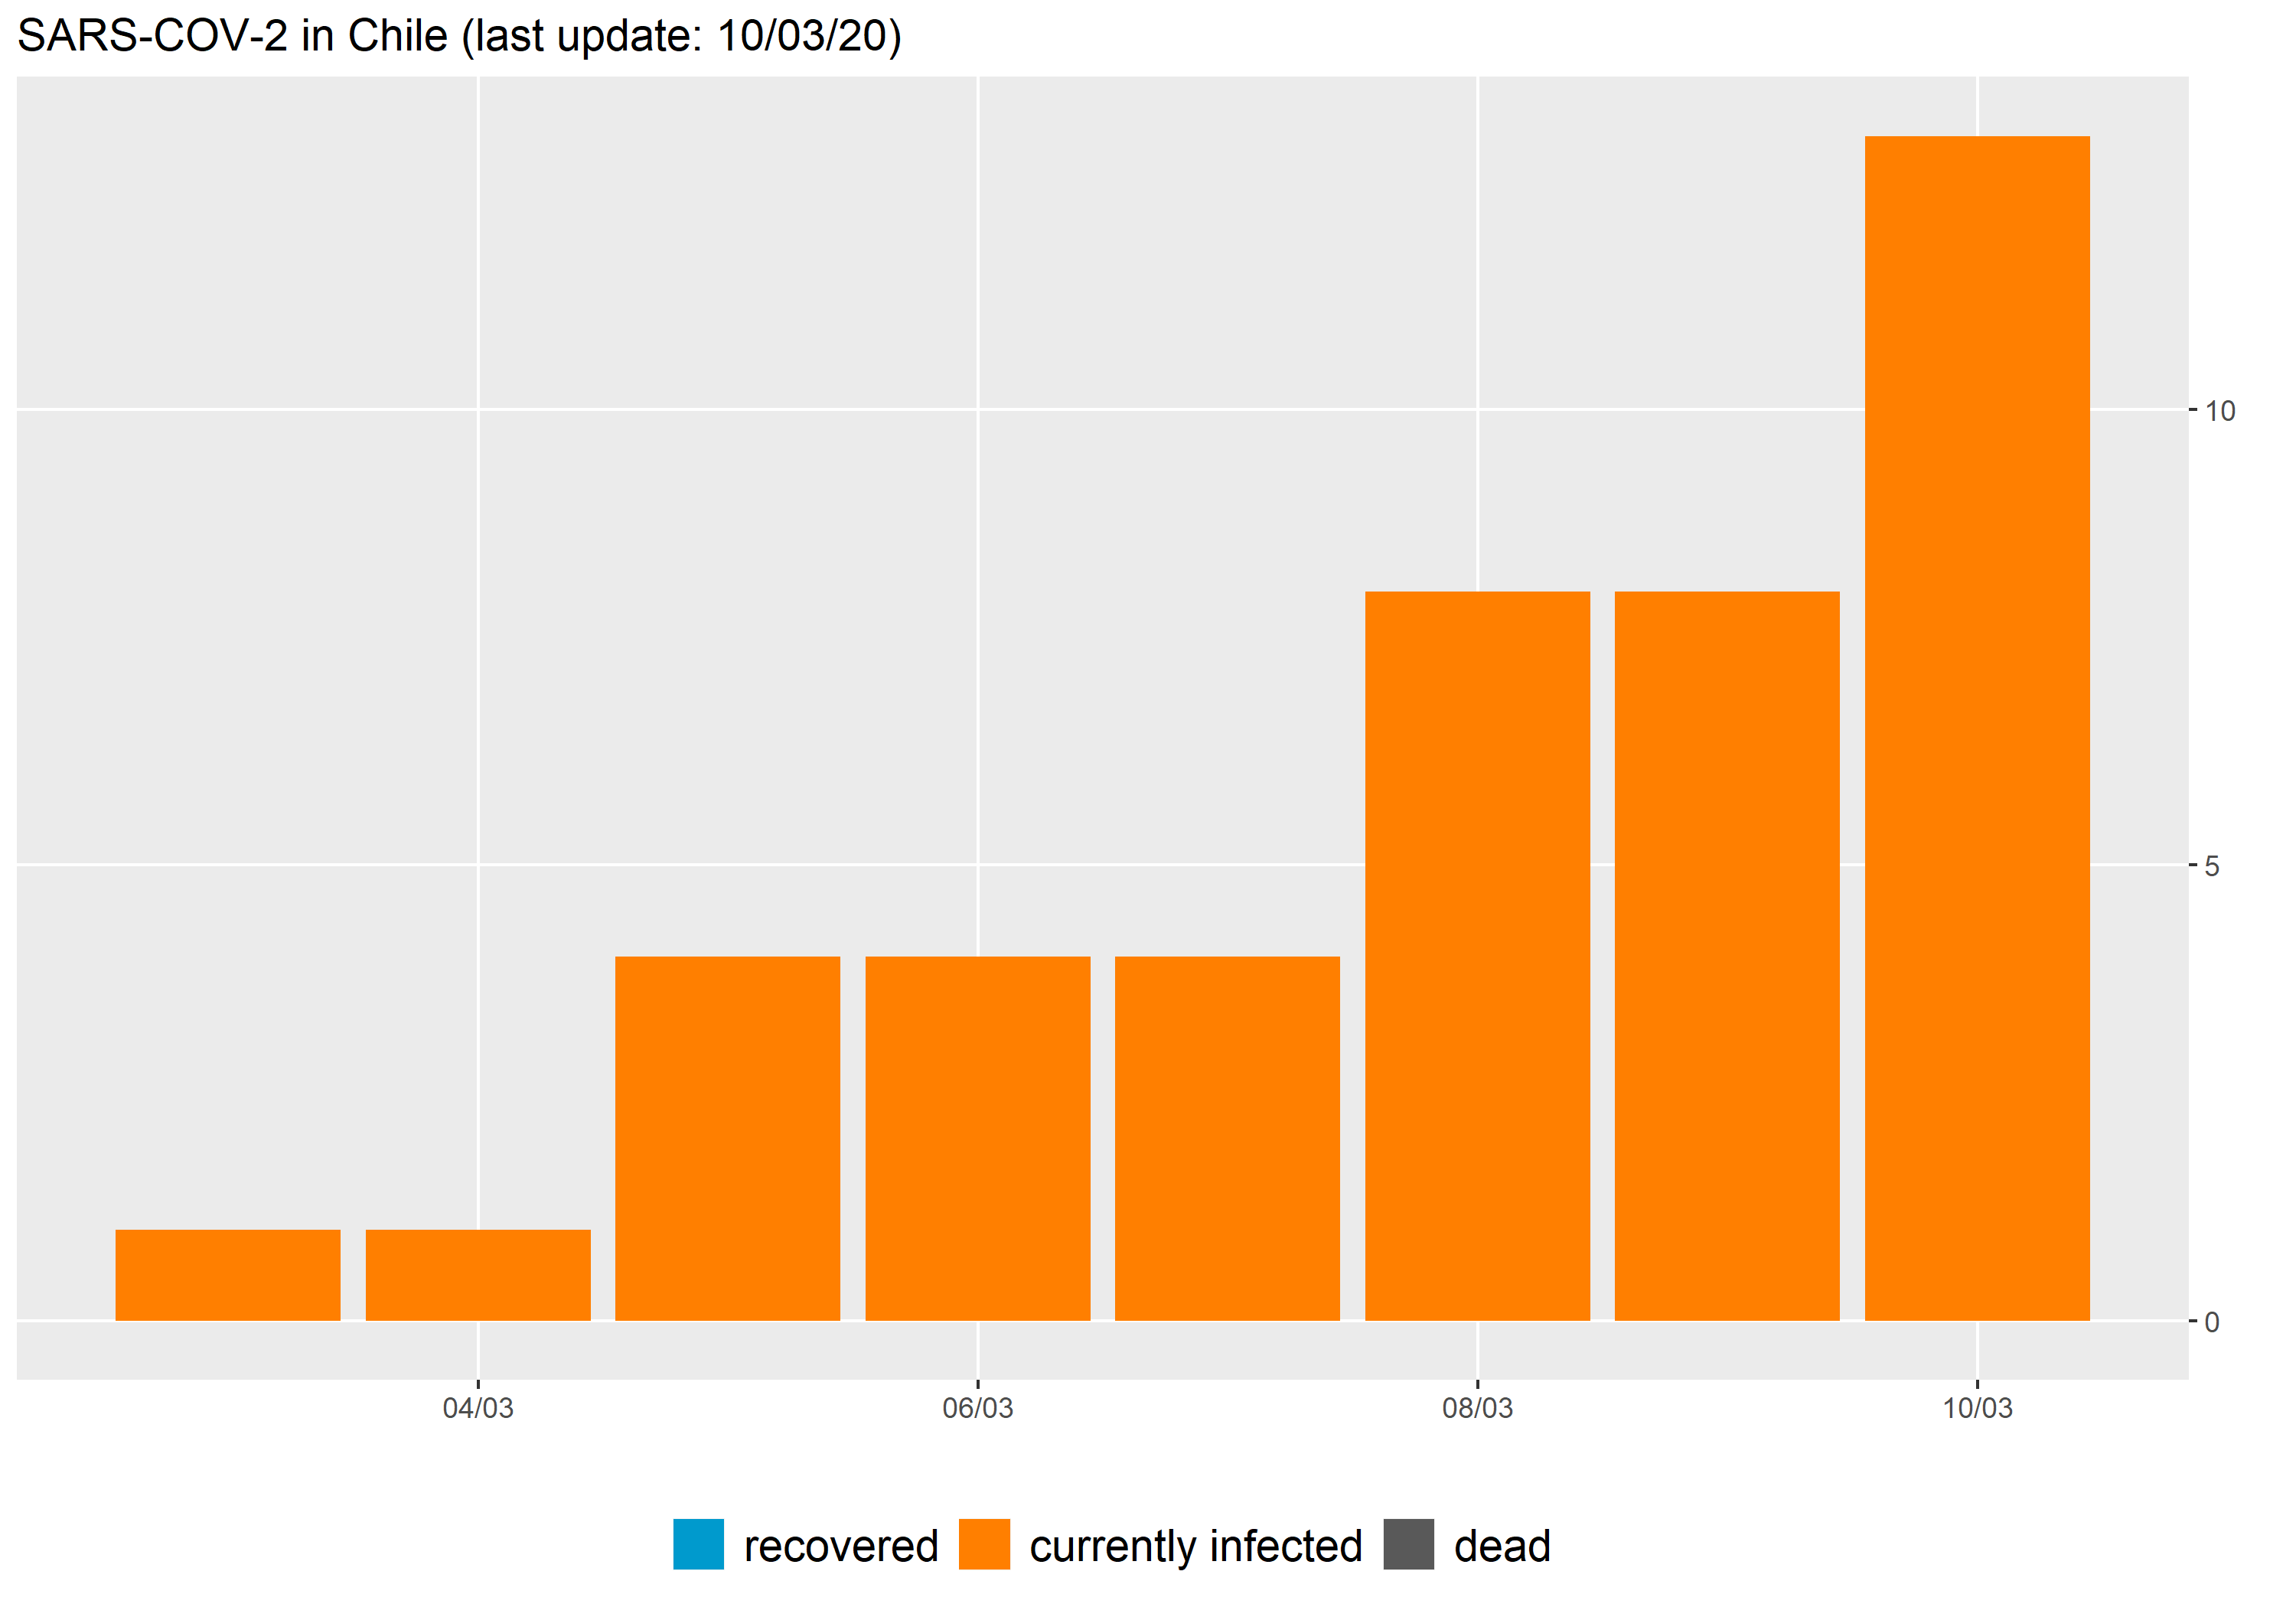 SARS-COV-2 in Chile (last update: 10/03/20)
10
5
0
04/03 06/03 08/03 10/03
recovered currently infected dead